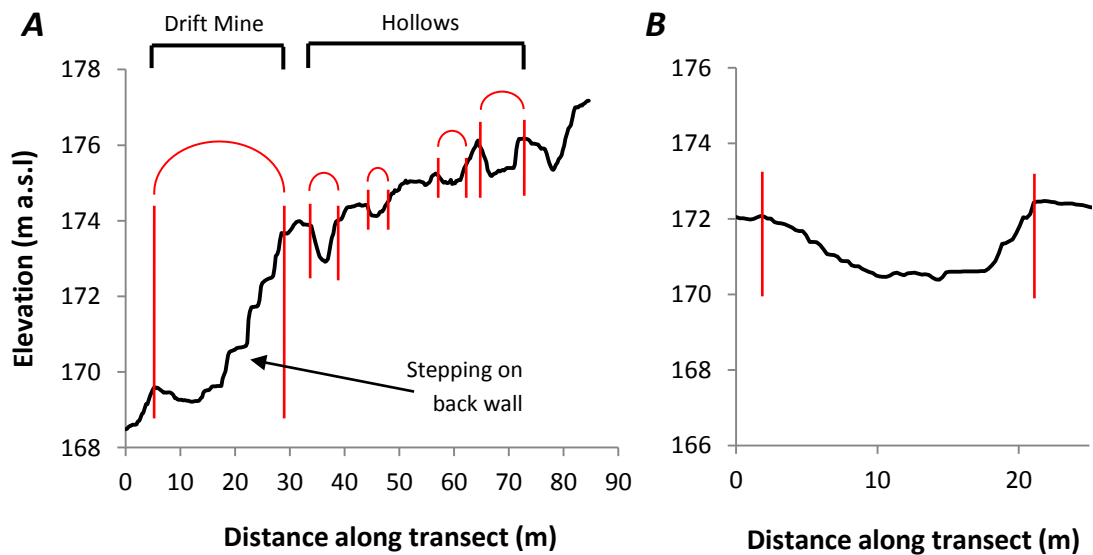 A
Drift Mine
Hollows
B
178
176
174
172
170
168
Elevation (m a.s.l)
Stepping on
back wall
0 10 20 30 40 50 60 70 80 90
Distance along transect (m)
176
174
172
170
168
166
0 10 20
Distance along transect (m)